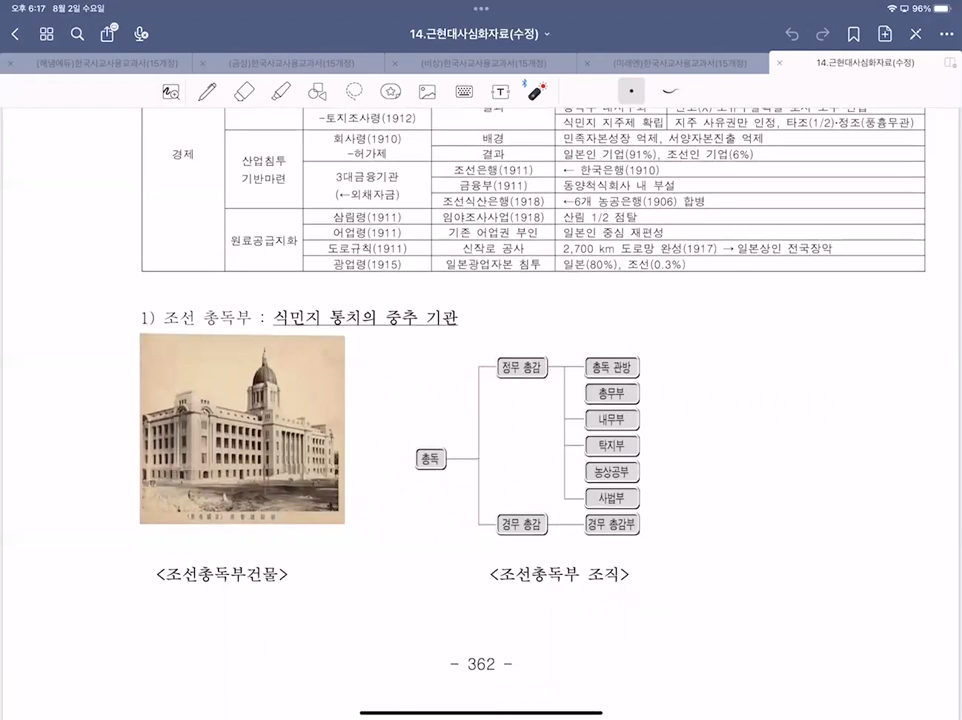 오후 6:17 8월 2일 수요일
96%
14.근현대사심화자료(수정)
(해냄에듀)한국사교사용교과서(15개정)
(금성)한국사교사용교과서(15개정)
(비상)한국사교사용교과서(15개정)
(미래엔)한국사교사용교과서(15개정)
14.근현대사심화자료(수정)
경제
-토지조사령(1912)
식민지 지주제 확립 지주 사유권만 인정, 타조(1/2)·정조(풍흉무관)
산업침투
기반마련
회사령(1910)
-허가제
배경 민족자본성장 억제, 서양자본진출 억제
결과 일본인 기업(91%), 조선인 기업(6%)
3대금융기관
(←외채자금)
조선은행(1911) ← 한국은행(1910)
금융부(1911) 동양척식회사 내 부설
조선식산은행(1918) ←6개 농공은행(1906) 합병
원료공급지화
삼림령(1911) 임야조사사업(1918) 산림 1/2 점탈
어업령(1911) 기존 어업권 부인 일본인 중심 재편성
도로규칙(1911) 신작로 공사 2,700 km 도로망 완성(1917) → 일본상인 전국장악
광업령(1915) 일본광업자본 침투 일본(80%), 조선(0.3%)
1) 조선 총독부 : 식민지 통치의 중추 기관
총독
정무 총감
총독 관방
총무부
내무부
탁지부
농상공부
사법부
경무 총감
경무 총감부
<조선총독부건물>
<조선총독부 조직>
- 362 -